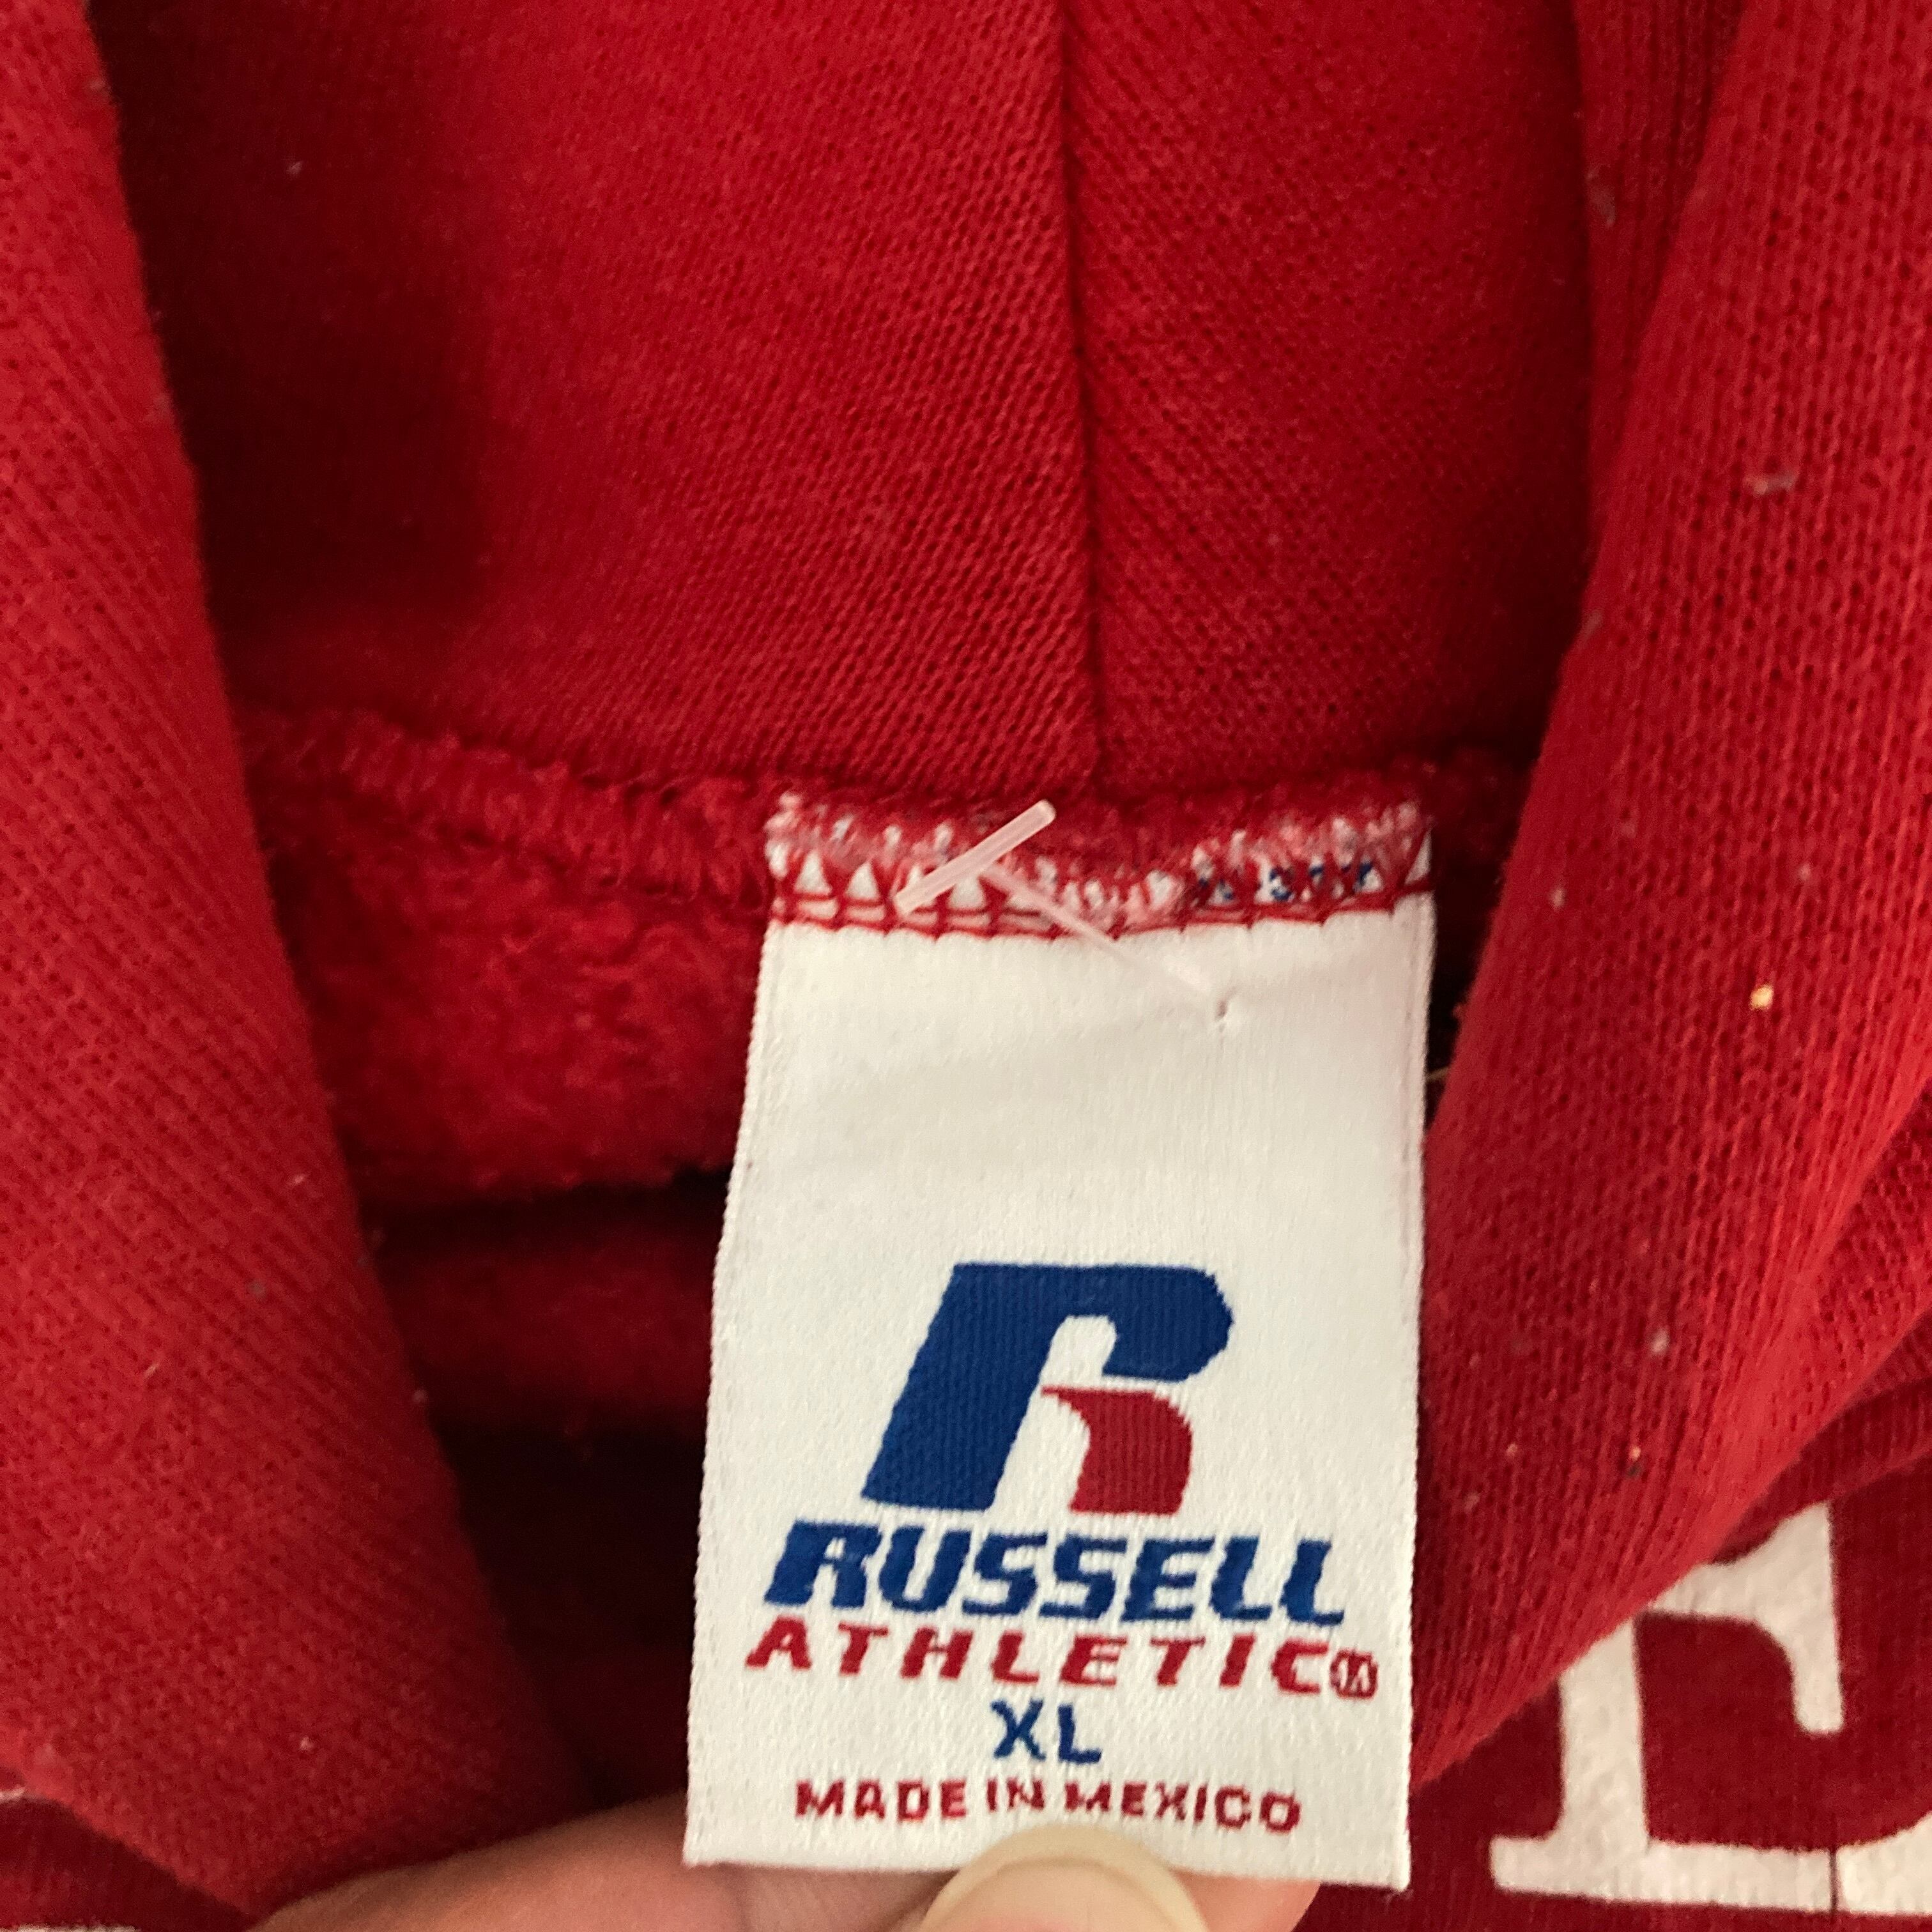 RUSSELL
ATHLETIC
XL
MADE IN MEXICO
E